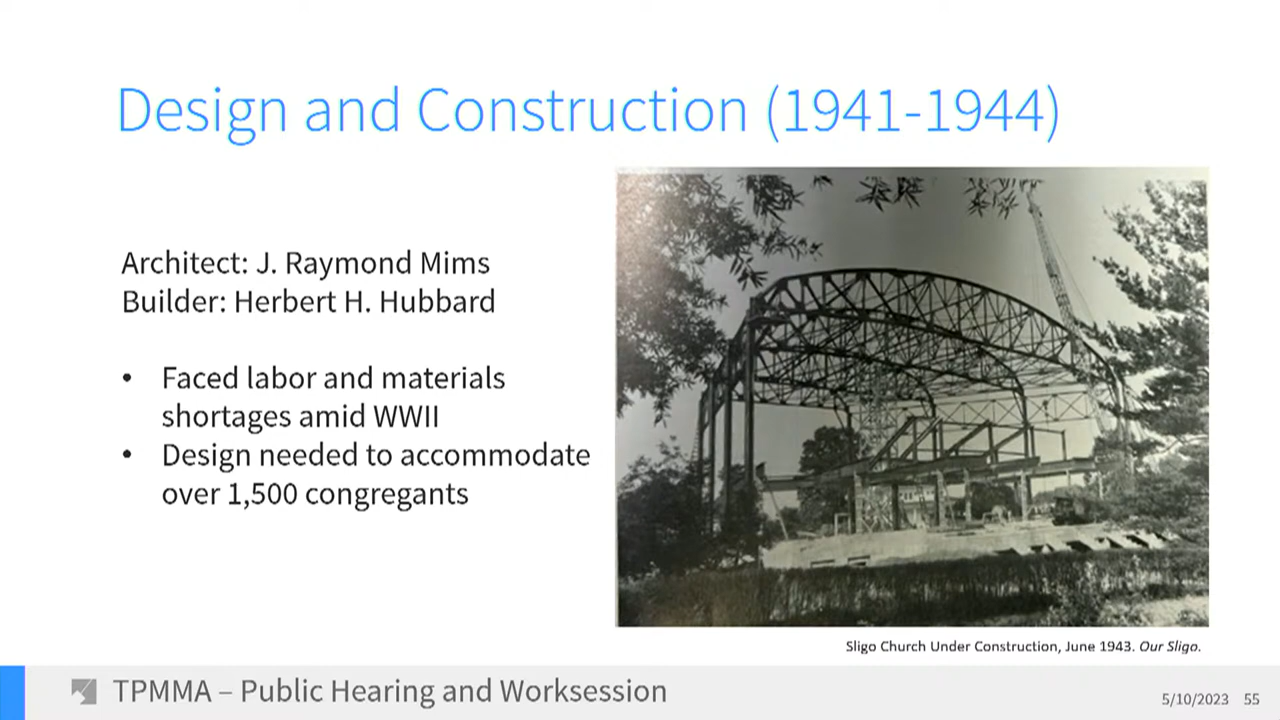 Design and Construction (1941-1944)
Architect: J. Raymond Mims
Builder: Herbert H. Hubbard
• Faced labor and materials
shortages amid WWII
• Design needed to accommodate
over 1,500 congregants
Sligo Church Under Construction, June 1943. Our Sligo.
TPMMA – Public Hearing and Worksession
5/10/2023 55